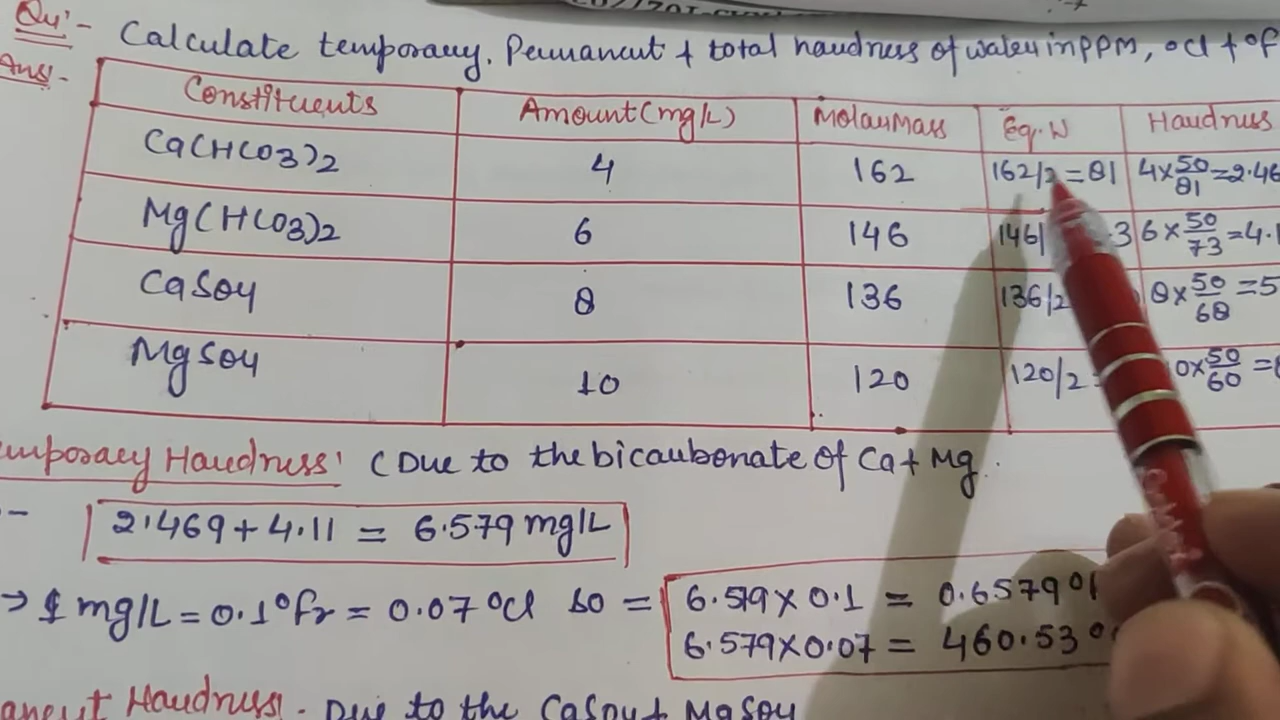 Qu:- Calculate temporary, Permanent + total hardness of water in PPM, °Cl + °F
Ans-
Constituents Amount(mg/L) Molar Mass Eq.W Hardness
Ca(HCO3)2 4 162 162/2=81 4×50/81=2.46
Mg(HCO3)2 6 146 146/ .3 6×50/73=4.1
CaSO4 8 136 136/2 8×50/68=5
MgSO4 10 120 120/2 0×50/60=8
emporary Hardness' (Due to the bicarbonate of Ca+ Mg.
- 2.469+4.11 = 6.579 mg/L
→ 1 mg/L = 0.1°fr = 0.07°Cl so = 6.579×0.1 = 0.6579°
6.579×0.07 = 460.53°
anent Hardness. Due to the CaSO4+ MgSO4